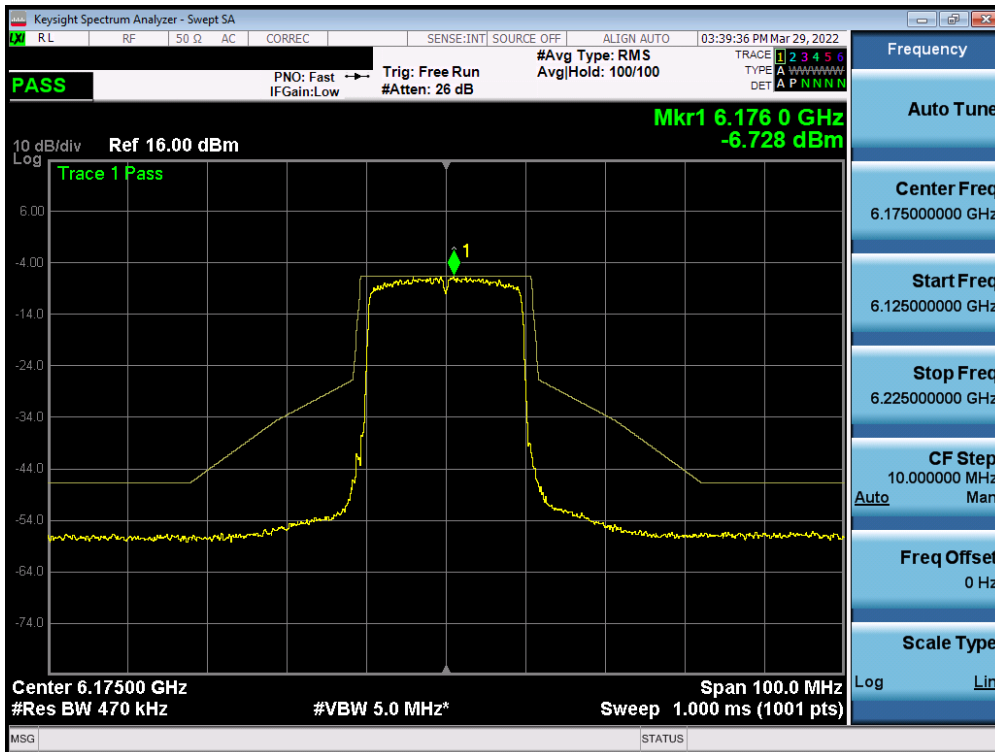 Keysight Spectrum Analyzer - Swept SA
LXI RL RF 50 Ω AC CORREC SENSE:INT SOURCE OFF ALIGN AUTO 03:39:36 PM Mar 29, 2022
PASS
PNO: Fast
IFGain:Low
Trig: Free Run
#Atten: 26 dB
#Avg Type: RMS
Avg|Hold: 100/100
TRACE 1 2 3 4 5 6
TYPE A WWWWWW
DET A P N N N N
Mkr1 6.176 0 GHz
-6.728 dBm
10 dB/div
Log
Ref 16.00 dBm
Trace 1 Pass
1
6.00
-4.00
-14.0
-24.0
-34.0
-44.0
-54.0
-64.0
-74.0
Center 6.17500 GHz
Span 100.0 MHz
#Res BW 470 kHz
#VBW 5.0 MHz*
Sweep 1.000 ms (1001 pts)
MSG
STATUS
Frequency
Auto Tune
Center Freq
6.175000000 GHz
Start Freq
6.125000000 GHz
Stop Freq
6.225000000 GHz
CF Step
10.000000 MHz
Auto Man
Freq Offset
0 Hz
Scale Type
Log Lin